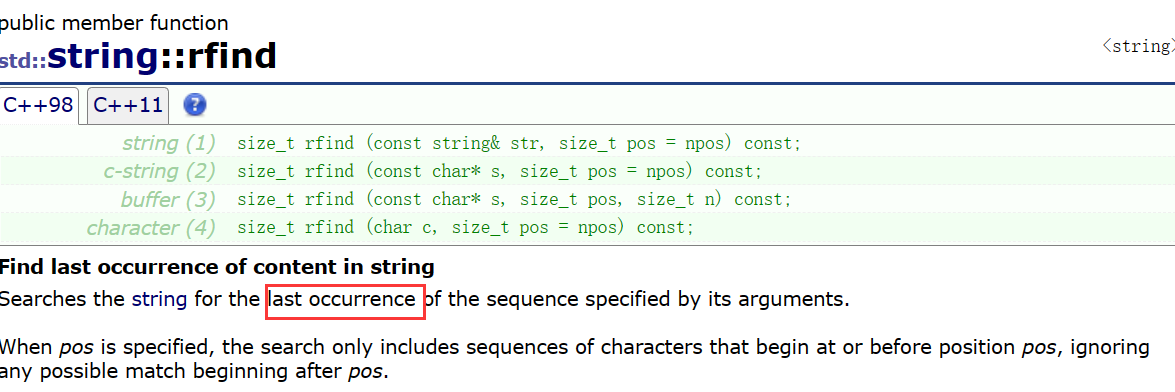 public member function
std::string::rfind
<string>
C++98 C++11 ?
string (1) size_t rfind (const string& str, size_t pos = npos) const;
c-string (2) size_t rfind (const char* s, size_t pos = npos) const;
buffer (3) size_t rfind (const char* s, size_t pos, size_t n) const;
character (4) size_t rfind (char c, size_t pos = npos) const;
Find last occurrence of content in string
Searches the string for the last occurrence of the sequence specified by its arguments.
When pos is specified, the search only includes sequences of characters that begin at or before position pos, ignoring
any possible match beginning after pos.